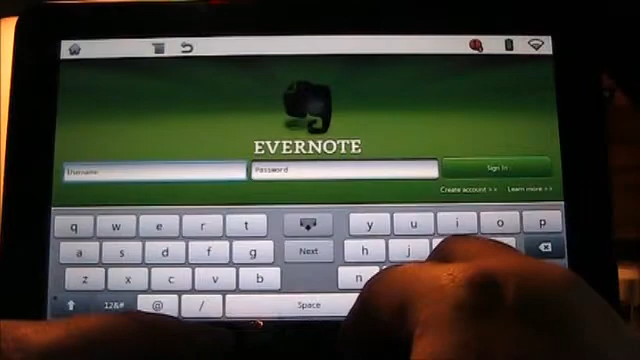 EVERNOTE
Username
Password
Sign In
Create account >>
Learn more >>
q w e r t y u i o p
a s d f g Next h j
z x c v b n
12&# @ / Space